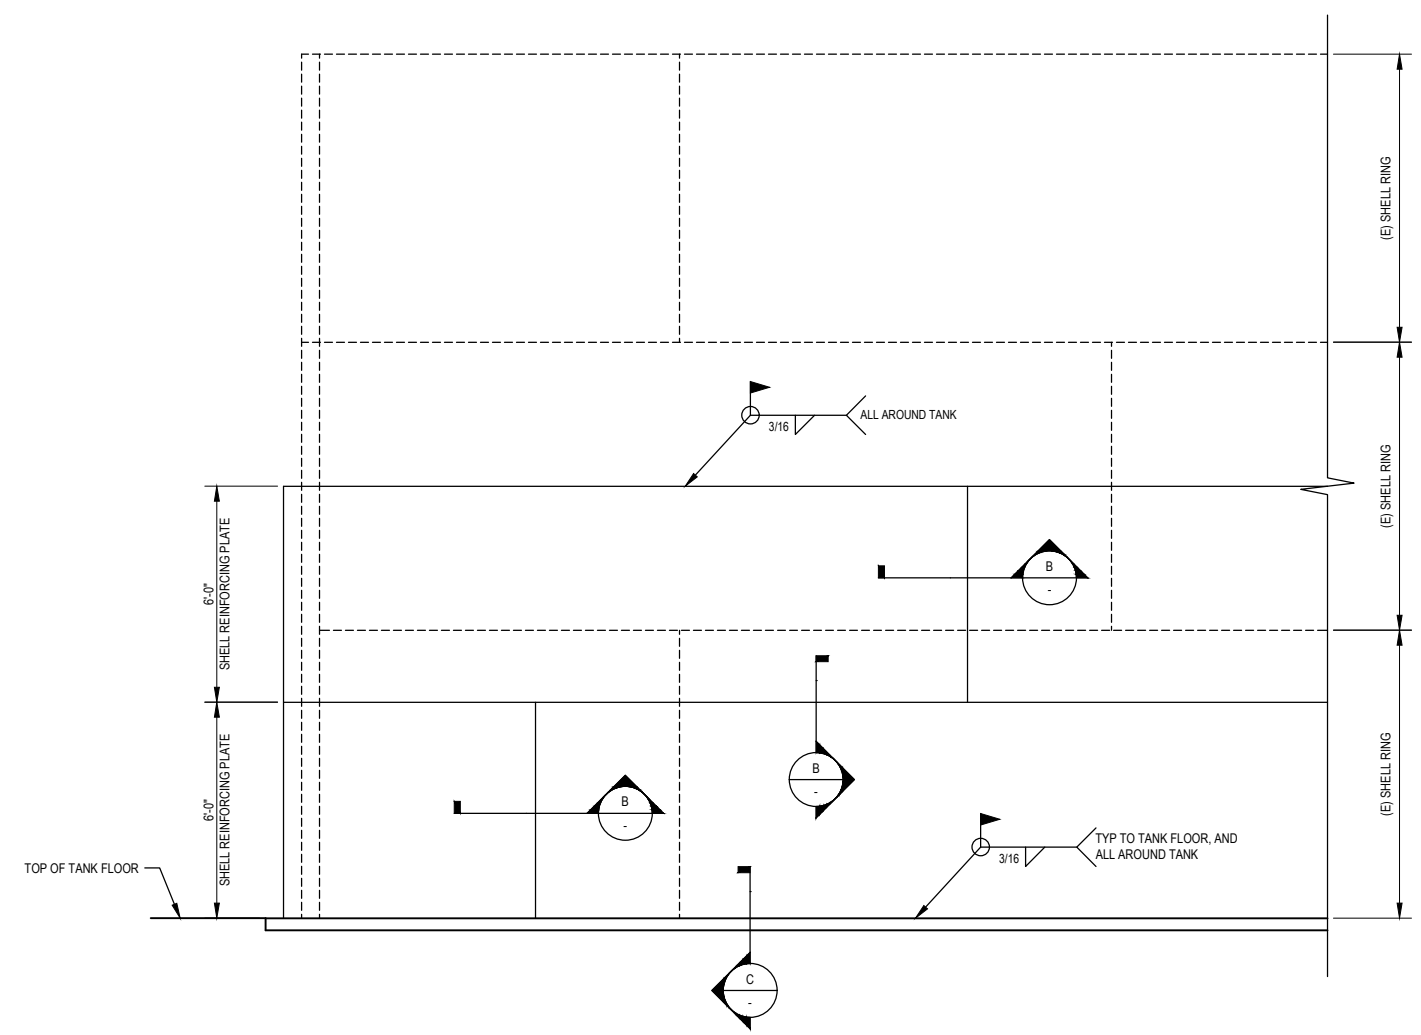 (E) SHELL RING
3/16
ALL AROUND TANK
(E) SHELL RING
6'-0"
SHELL REINFORCING PLATE
B
-
B
-
6'-0"
SHELL REINFORCING PLATE
B
-
(E) SHELL RING
3/16
TYP TO TANK FLOOR, AND
ALL AROUND TANK
TOP OF TANK FLOOR
C
-